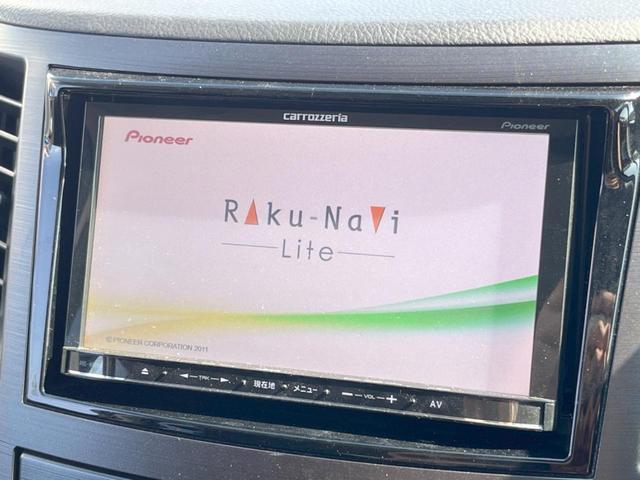 carrozzeria
Pioneer
Pioneer
Raku-Navi
Lite
©PIONEER CORPORATION 2011
TRK 現在地 メニュー − VOL + AV